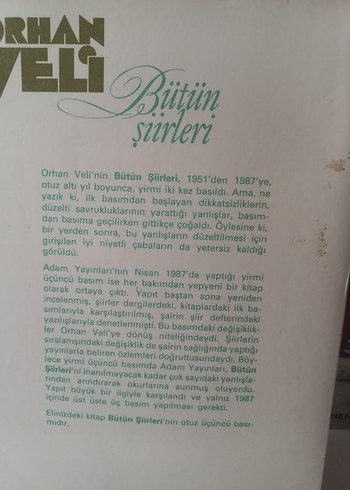 ORHAN
VELİ
Bütün
şiirleri
Orhan Veli'nin Bütün Şiirleri, 1951'den 1987'ye,
otuz altı yıl boyunca, yirmi iki kez basıldı. Ama, ne
yazık ki, ilk basımdan başlayan dikkatsizliklerin,
düzelti savrukluklarının yarattığı yanlışlar, basım-
dan basıma geçilirken gittikçe çoğaldı. Öylesine ki,
bir yerden sonra, bu yanlışların düzeltilmesi için
girişilen iyi niyetli çabaların da yetersiz kaldığı
görüldü.
Adam Yayınları'nın Nisan 1987'de yaptığı yirmi
üçüncü basım ise her bakımdan yepyeni bir kitap
olarak ortaya çıktı. Yapıt baştan sona yeniden
incelenmiş, şiirler dergilerdeki, kitaplardaki ilk ba-
sımlarıyla karşılaştırılmış, şairin şiir defterindeki
yazılışlarıyla denetlenmişti. Bu basımdaki değişiklik-
ler Orhan Veli'ye dönüş niteliğindeydi. Şiirlerin
sıralanışındaki değişiklik de şairin sağlığında yaptığı
yayınlarla beliren özlemleri doğrultusundaydı. Böy-
lece yirmi üçüncü basımda Adam Yayınları, Bütün
Şiirleri'ni inanılmayacak kadar çok sayıdaki yanlışla-
rından arındırarak okurlarına sunmuş oluyordu.
Yapıt büyük bir ilgiyle karşılandı ve yalnız 1987
içinde üst üste üç basım yapılması gerekti.
Elinizdeki kitap Bütün Şiirleri'nin otuz üçüncü bası-
mıdır.